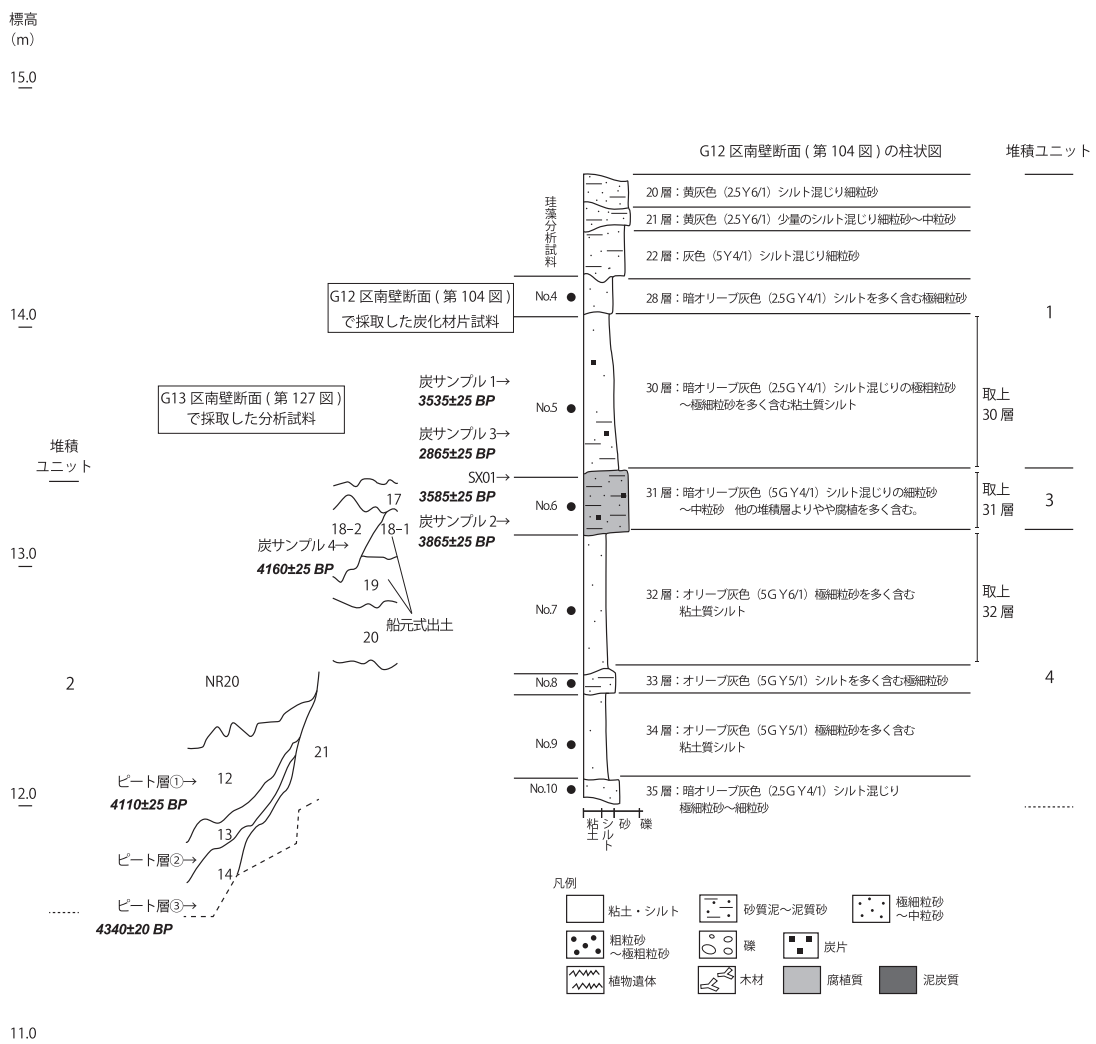 標高
（m）
15.0
14.0
13.0
12.0
11.0
G12 区南壁断面 ( 第 104 図 ) の柱状図
堆積ユニット
珪藻分析試料
20 層：黄灰色（2.5Ｙ6/1）シルト混じり細粒砂
21 層：黄灰色（2.5Ｙ6/1）少量のシルト混じり細粒砂～中粒砂
22 層：灰色（5Ｙ4/1）シルト混じり細粒砂
28 層：暗オリーブ灰色（2.5ＧＹ4/1）シルトを多く含む極細粒砂
30 層：暗オリーブ灰色（2.5ＧＹ4/1）シルト混じりの極粗粒砂
～極細粒砂を多く含む粘土質シルト
31 層：暗オリーブ灰色（5ＧＹ4/1）シルト混じりの細粒砂
～中粒砂　他の堆積層よりやや腐植を多く含む。
32 層：オリーブ灰色（5ＧＹ6/1）極細粒砂を多く含む
粘土質シルト
33 層：オリーブ灰色（5ＧＹ5/1）シルトを多く含む極細粒砂
34 層：オリーブ灰色（5ＧＹ5/1）極細粒砂を多く含む
粘土質シルト
35 層：暗オリーブ灰色（2.5ＧＹ4/1）シルト混じり
極細粒砂～細粒砂
1
3
4
取上
30 層
取上
31 層
取上
32 層
No.4
No.5
No.6
No.7
No.8
No.9
No.10
G12 区南壁断面 ( 第 104 図 )
で採取した炭化材片試料
炭サンプル 1→
3535±25 BP
炭サンプル 3→
2865±25 BP
SX01→
3585±25 BP
炭サンプル 2→
3865±25 BP
G13 区南壁断面 ( 第 127 図 )
で採取した分析試料
堆積
ユニット
2
17
18-2
18-1
炭サンプル 4→
4160±25 BP
19
船元式出土
20
NR20
21
ピート層①→
4110±25 BP
12
13
ピート層②→
14
ピート層③→
4340±20 BP
粘土
シルト
砂
礫
凡例
粘土・シルト
砂質泥～泥質砂
極細粒砂
～中粒砂
粗粒砂
～極粗粒砂
礫
炭片
植物遺体
木材
腐植質
泥炭質